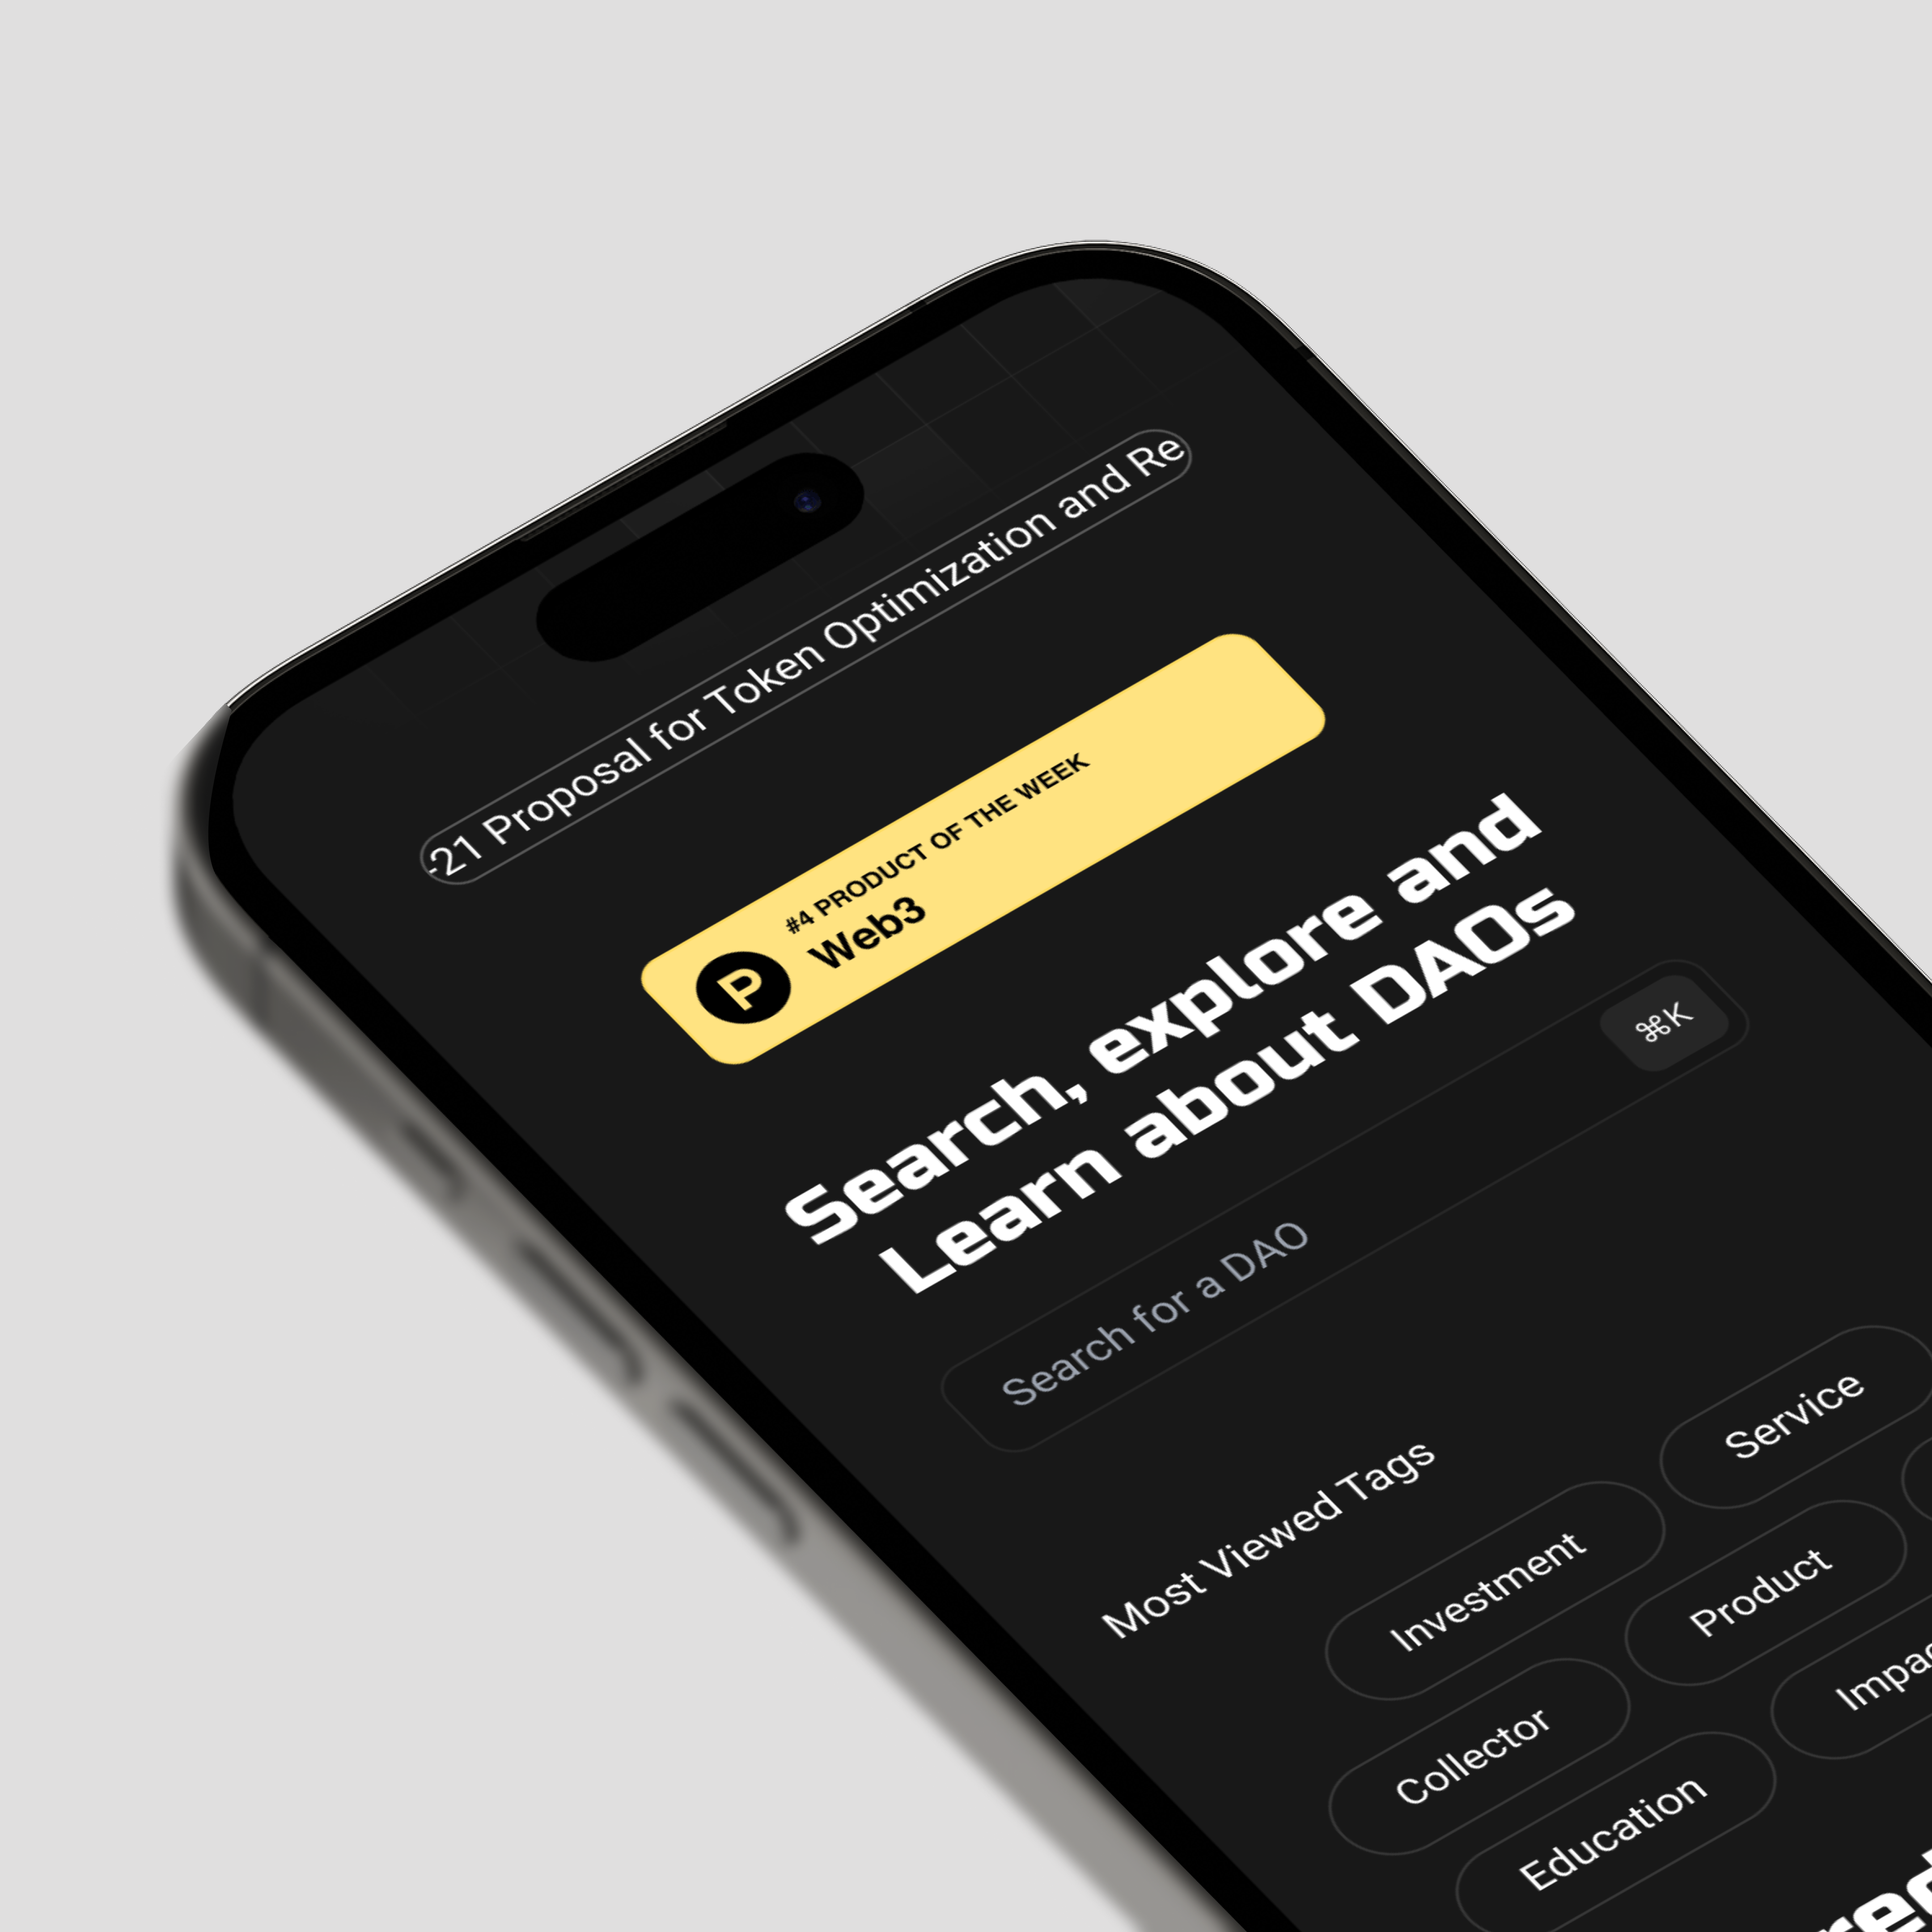 -21 Proposal for Token Optimization and Re
#4 PRODUCT OF THE WEEK
P
Web3
Search, explore and
Learn about DAOs
Search for a DAO
⌘K
Most Viewed Tags
Investment
Service
Collector
Product
Education